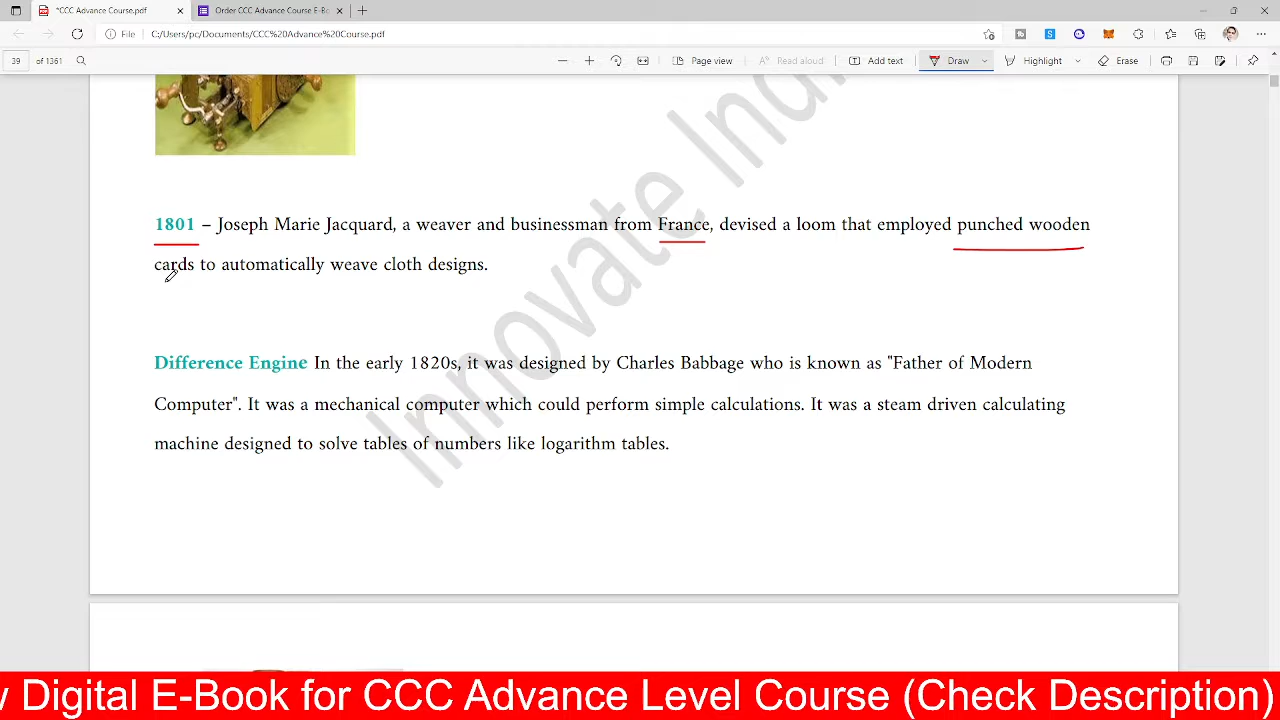 *CCC Advance Course.pdf
Order CCC Advance Course E-Bo
File
C:/Users/pc/Documents/CCC%20Advance%20Course.pdf
39 of 1361
Page view
Read aloud
Add text
Draw
Highlight
Erase
1801 – Joseph Marie Jacquard, a weaver and businessman from France, devised a loom that employed punched wooden
cards to automatically weave cloth designs.
Difference Engine In the early 1820s, it was designed by Charles Babbage who is known as "Father of Modern
Computer". It was a mechanical computer which could perform simple calculations. It was a steam driven calculating
machine designed to solve tables of numbers like logarithm tables.
Innovate Indi
Digital E-Book for CCC Advance Level Course (Check Description)